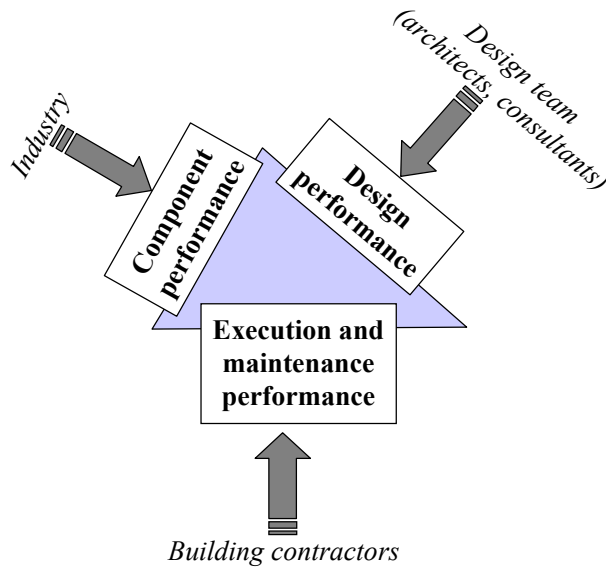 Design team
(architects, consultants)
Industry
Component
performance
Design
performance
Execution and
maintenance
performance
Building contractors